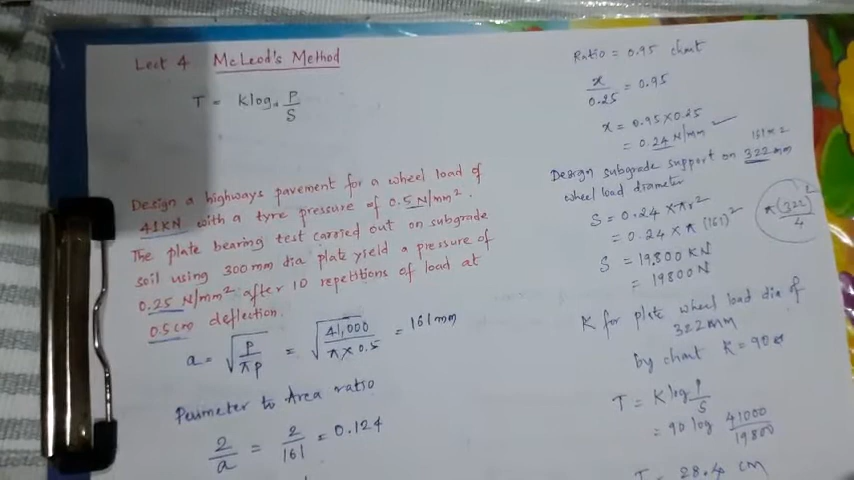 Lect 4 McLeod's Method
T = K log₁₀ P/S
Design a highways pavement for a wheel load of
41KN with a tyre pressure of 0.5 N/mm².
The plate bearing test carried out on subgrade
soil using 300mm dia plate yield a pressure of
0.25 N/mm² after 10 repetitions of load at
0.5cm deflection.
a = √(P/πp) = √(41,000/π×0.5) = 161mm
Perimeter to Area ratio
2/a = 2/161 = 0.124
Ratio = 0.95 chart
x/0.25 = 0.95
x = 0.95×0.25
= 0.24 N/mm
161×2
Design subgrade support on 322mm
wheel load diameter
S = 0.24 × πr²
= 0.24 × π (161)²
π(322)²/4
S = 19,800 KN
= 19800N
K for plate wheel load dia of
322mm
by chart K = 90
T = K log P/S
= 90 log 41000/19800
T = 28.4 cm